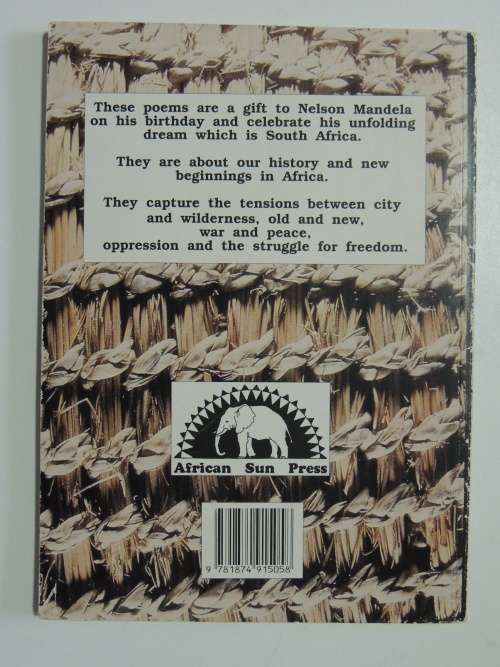 These poems are a gift to Nelson Mandela
on his birthday and celebrate his unfolding
dream which is South Africa.
They are about our history and new
beginnings in Africa.
They capture the tensions between city
and wilderness, old and new,
war and peace,
oppression and the struggle for freedom.
African Sun Press
9 781874 915058